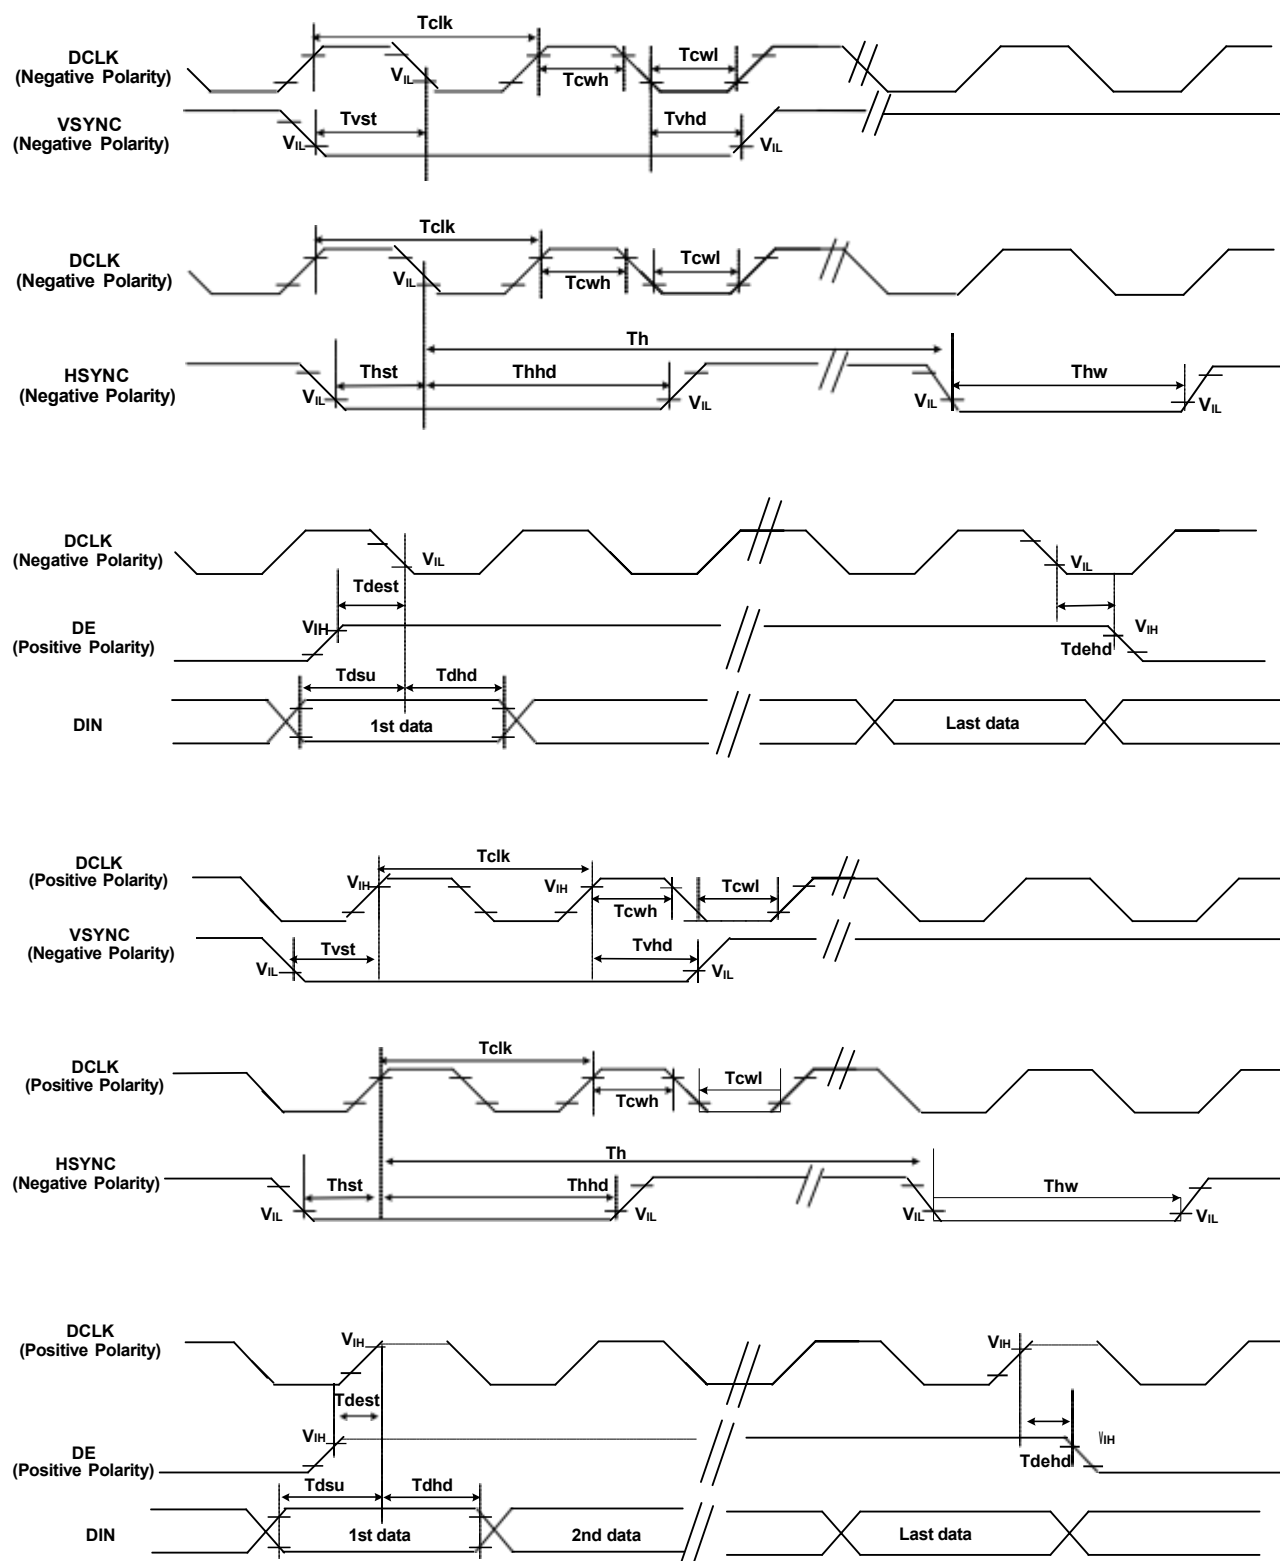 Tclk
DCLK
(Negative Polarity)
VIL
Tcwh
Tcwl
VSYNC
(Negative Polarity)
VIL
Tvst
Tvhd
VIL
Tclk
DCLK
(Negative Polarity)
VIL
Tcwh
Tcwl
Th
HSYNC
(Negative Polarity)
VIL
Thst
Thhd
VIL
VIL
Thw
VIL
DCLK
(Negative Polarity)
VIL
VIL
Tdest
DE
(Positive Polarity)
VIH
VIH
Tdehd
Tdsu
Tdhd
DIN
1st data
Last data
DCLK
(Positive Polarity)
VIH
Tclk
VIH
Tcwh
Tcwl
VSYNC
(Negative Polarity)
VIL
Tvst
Tvhd
VIL
DCLK
(Positive Polarity)
Tclk
Tcwh
Tcwl
Th
HSYNC
(Negative Polarity)
VIL
Thst
Thhd
VIL
VIL
Thw
VIL
DCLK
(Positive Polarity)
VIH
VIH
Tdest
DE
(Positive Polarity)
VIH
VIH
Tdehd
Tdsu
Tdhd
DIN
1st data
2nd data
Last data